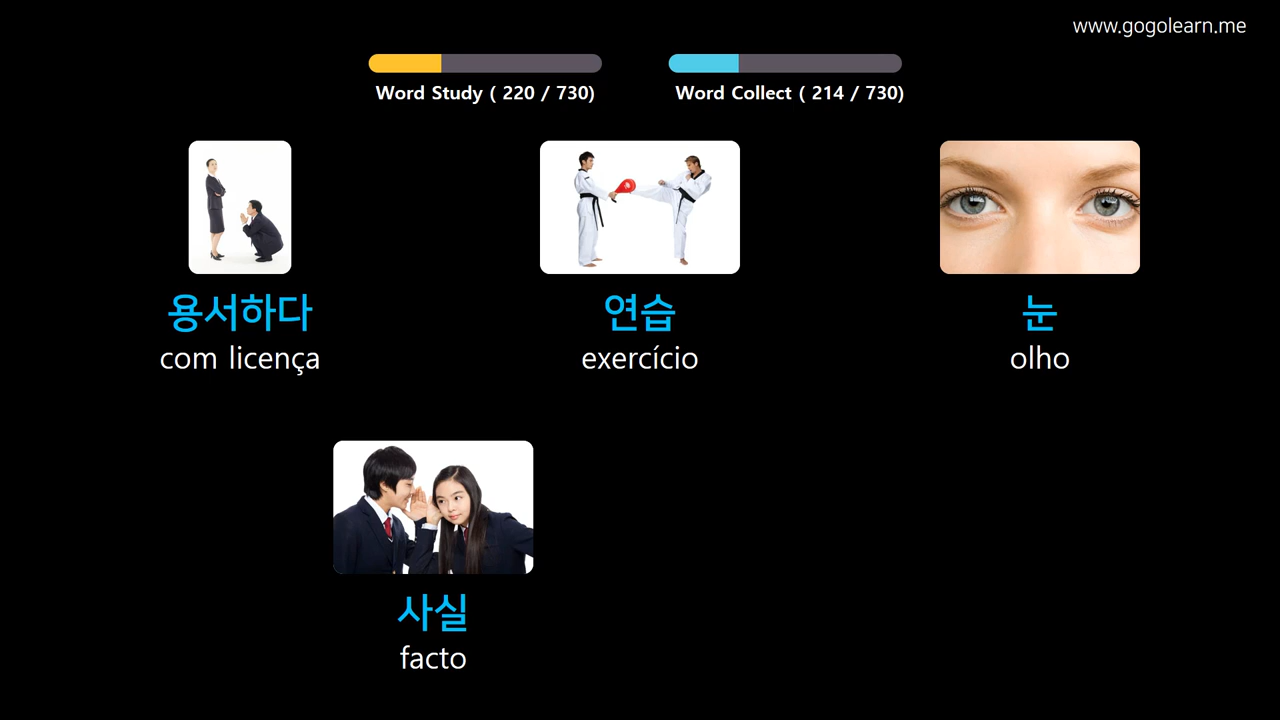 www.gogolearn.me
Word Study ( 220 / 730)
Word Collect ( 214 / 730)
용서하다
com licença
연습
exercício
눈
olho
사실
facto